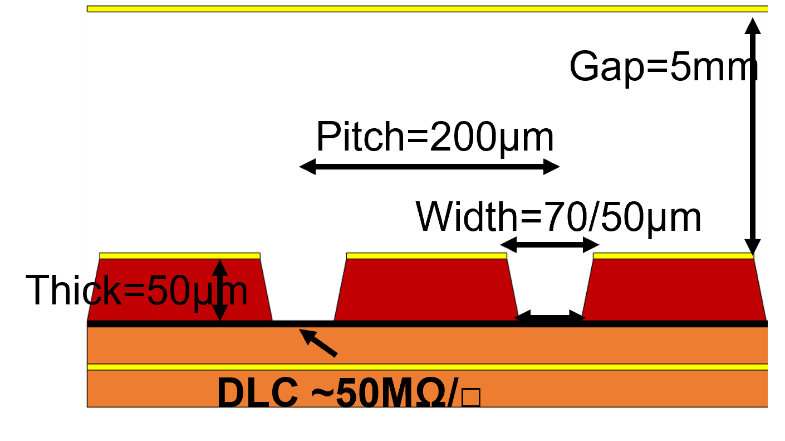 Gap=5mm
Pitch=200μm
Width=70/50μm
Thick=50μm
DLC ~50MΩ/□